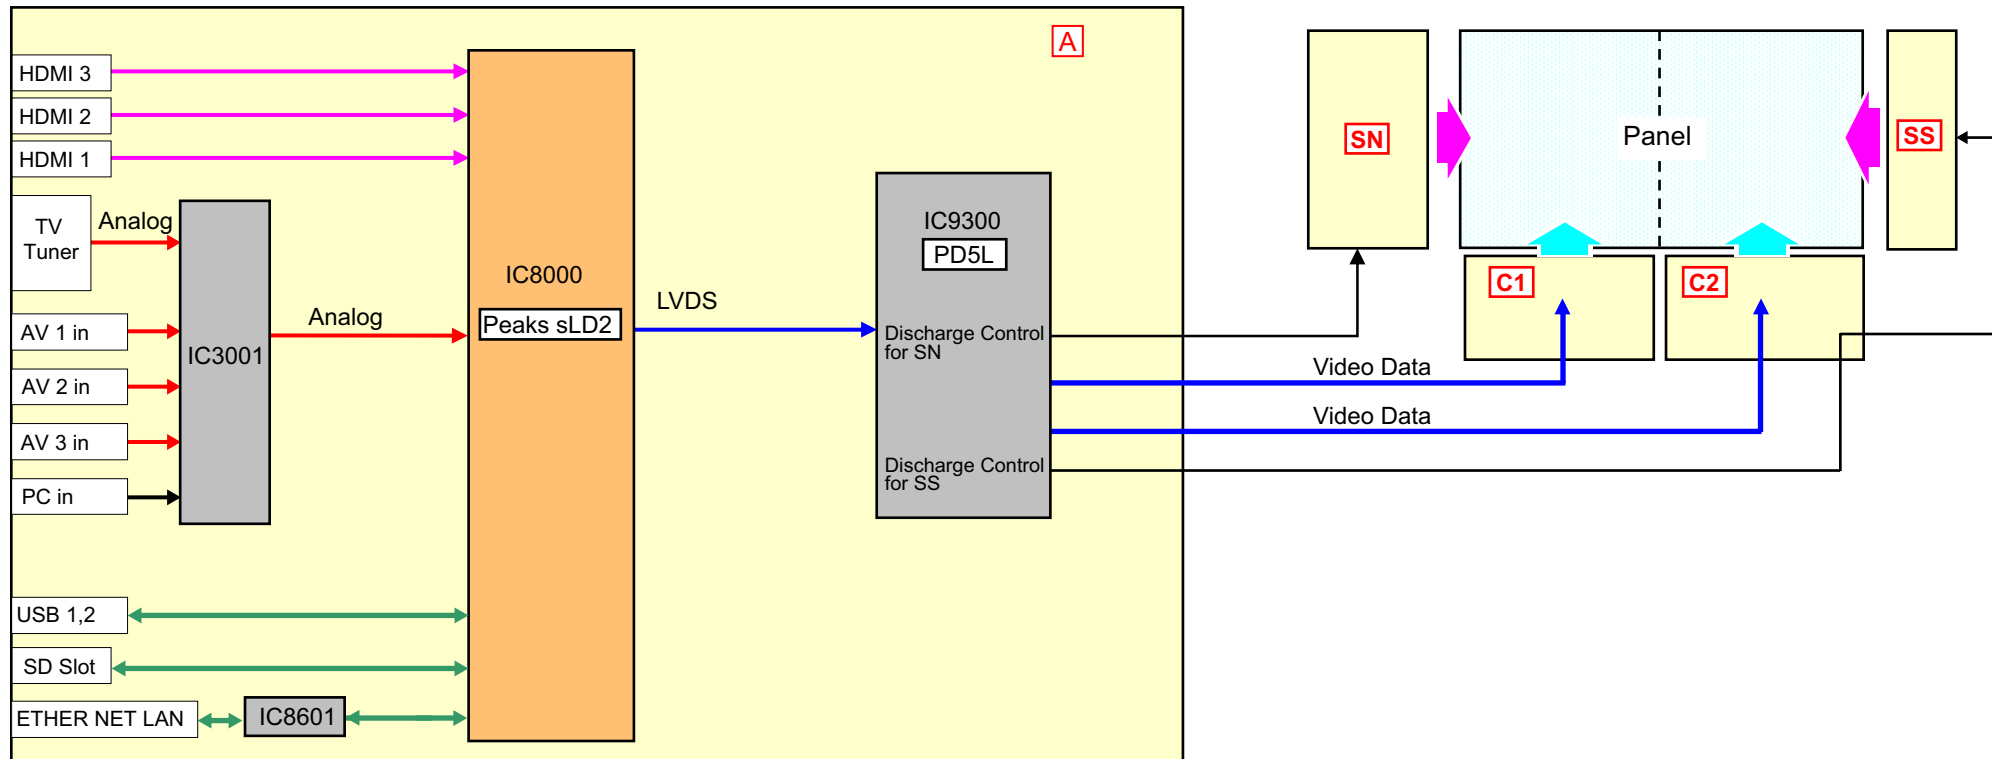 A
HDMI 3
HDMI 2
HDMI 1
TV
Tuner
Analog
AV 1 in
AV 2 in
AV 3 in
PC in
IC3001
Analog
IC8000
Peaks sLD2
LVDS
IC9300
PD5L
Discharge Control
for SN
Discharge Control
for SS
Video Data
Video Data
SN
Panel
SS
C1
C2
USB 1,2
SD Slot
ETHER NET LAN
IC8601